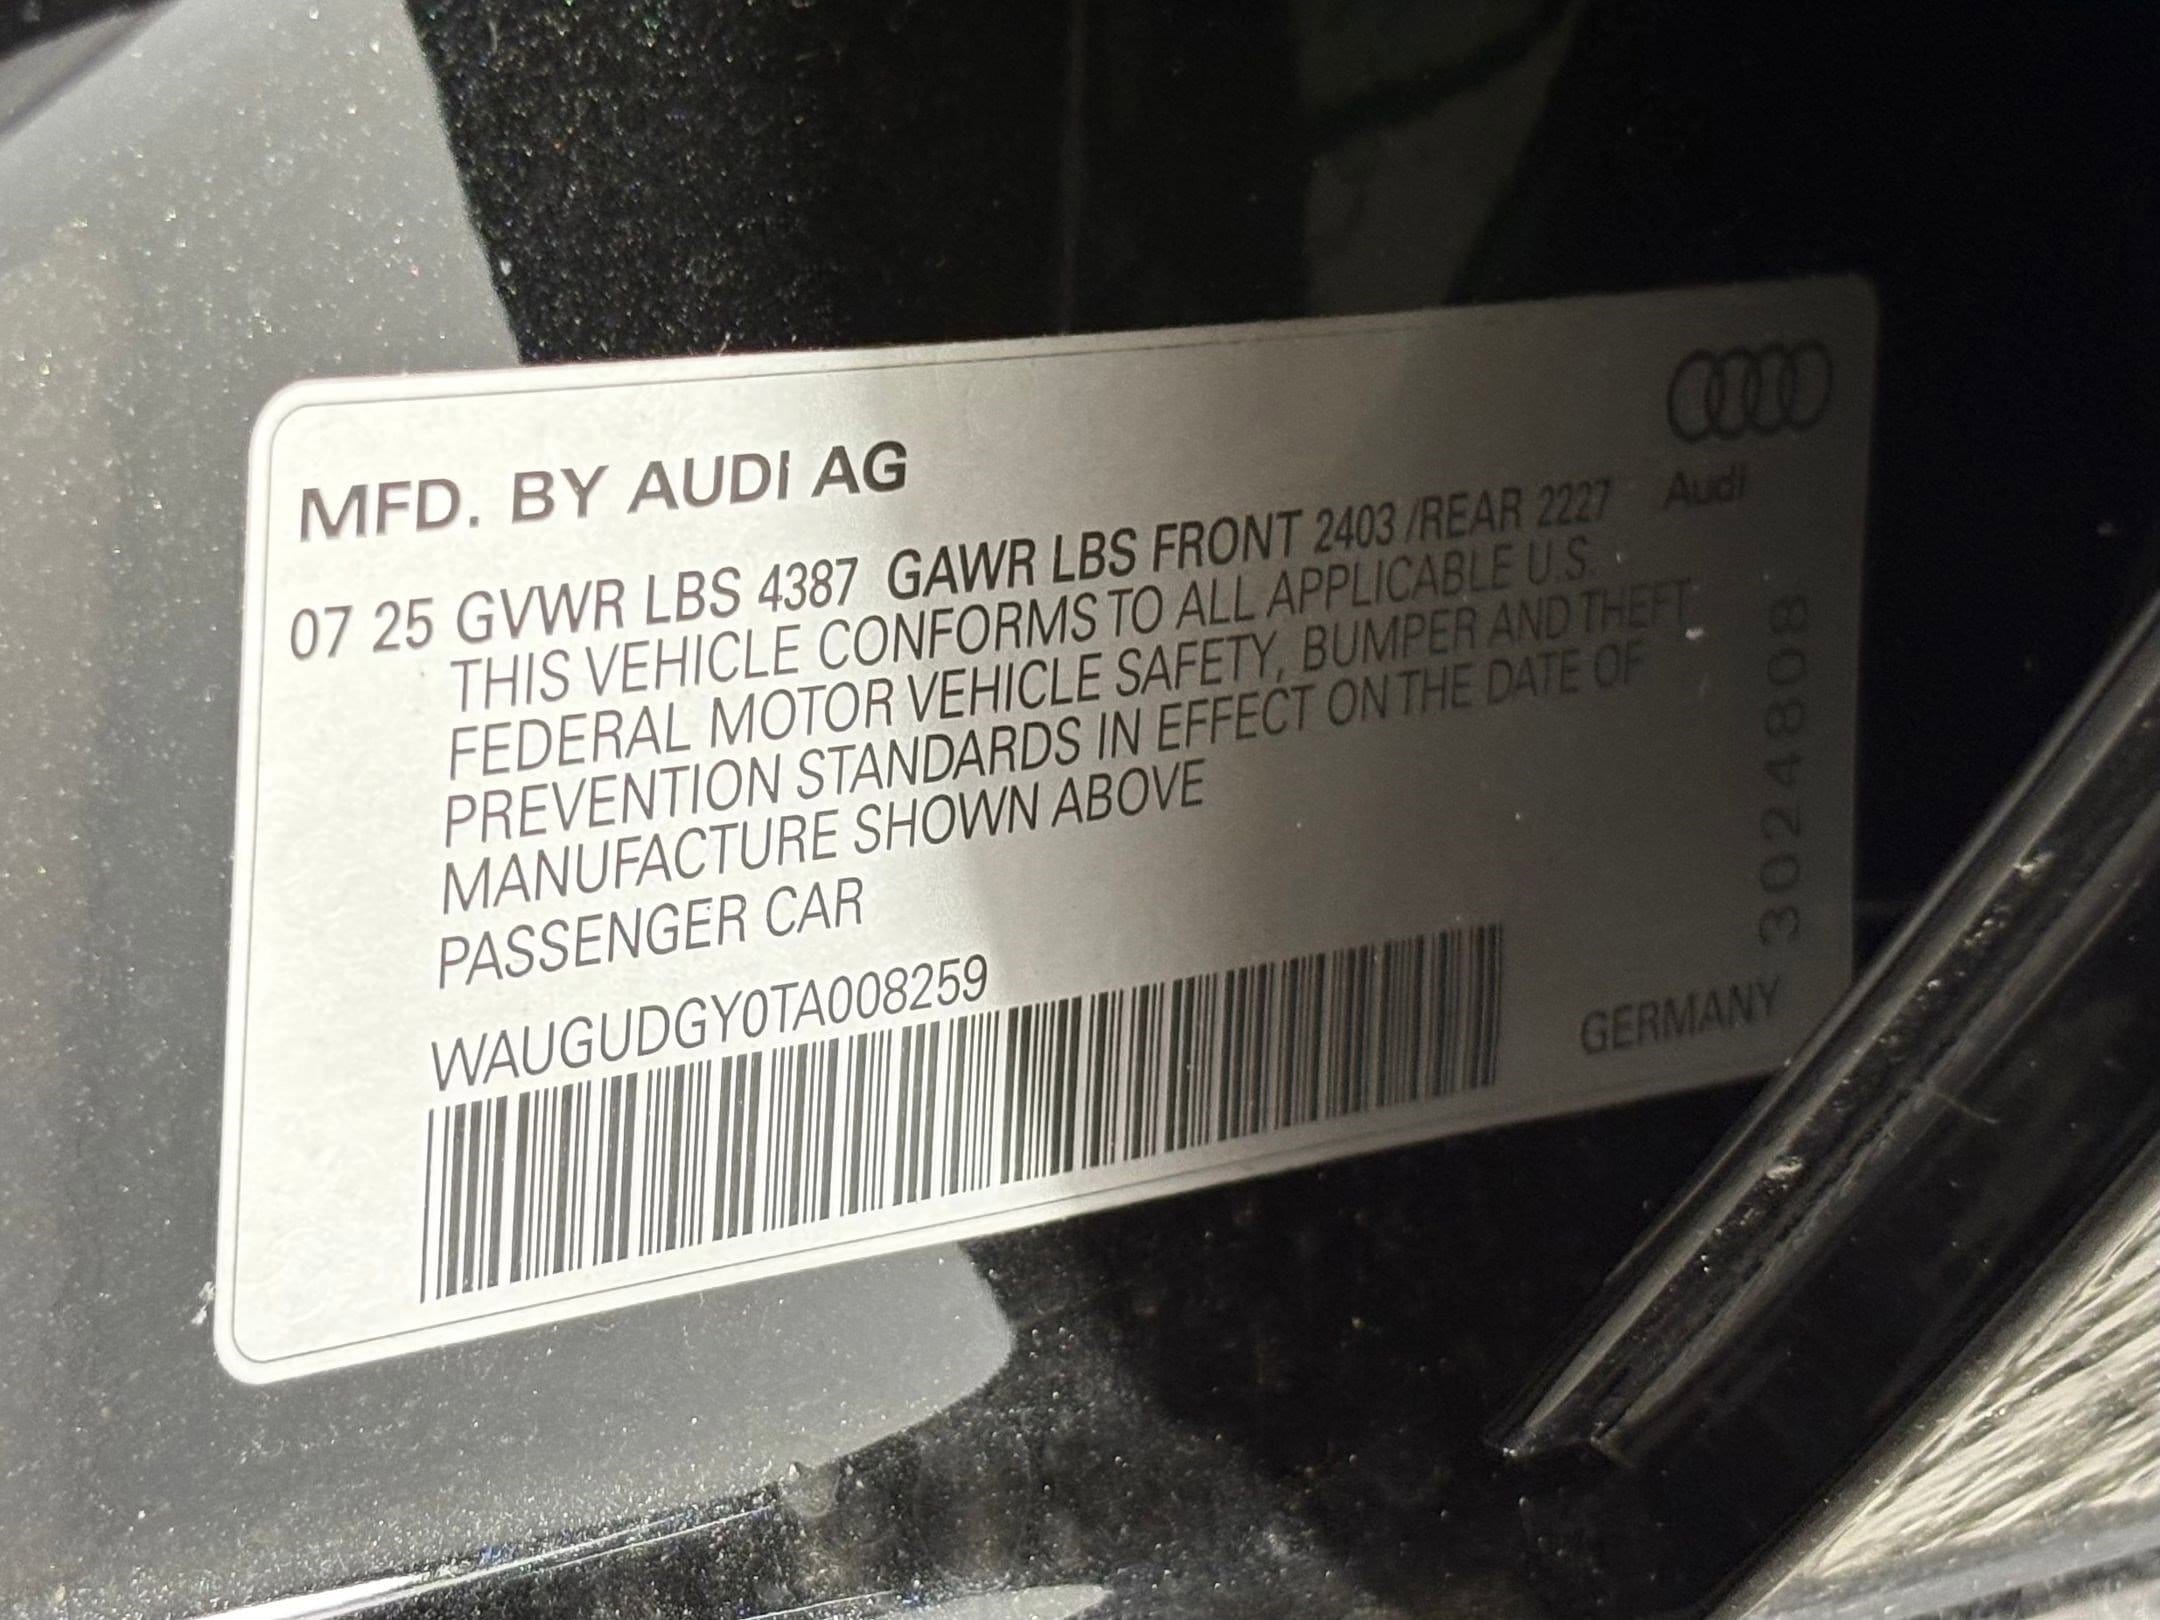 MFD. BY AUDI AG
Audi
07 25 GVWR LBS 4387 GAWR LBS FRONT 2403 /REAR 2227
THIS VEHICLE CONFORMS TO ALL APPLICABLE U.S.
FEDERAL MOTOR VEHICLE SAFETY, BUMPER AND THEFT
PREVENTION STANDARDS IN EFFECT ON THE DATE OF
MANUFACTURE SHOWN ABOVE
PASSENGER CAR
WAUGUDGY0TA008259
GERMANY
3024808